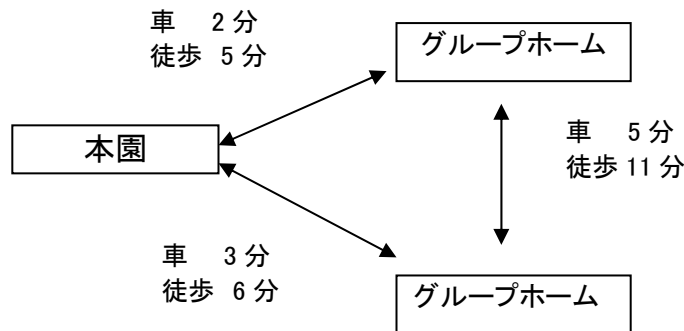 車 2分
徒歩 5分
グループホーム
本園
車 5分
徒歩 11分
車 3分
徒歩 6分
グループホーム